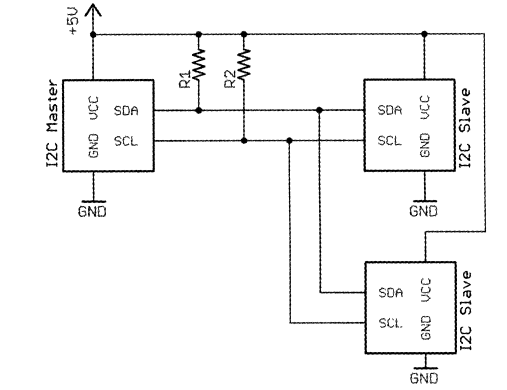 +5V
R1
R2
I2C Master
VCC
SDA
GND
SCL
GND
SDA
VCC
SCL
GND
I2C Slave
GND
SDA
VCC
SCL
GND
I2C Slave
GND